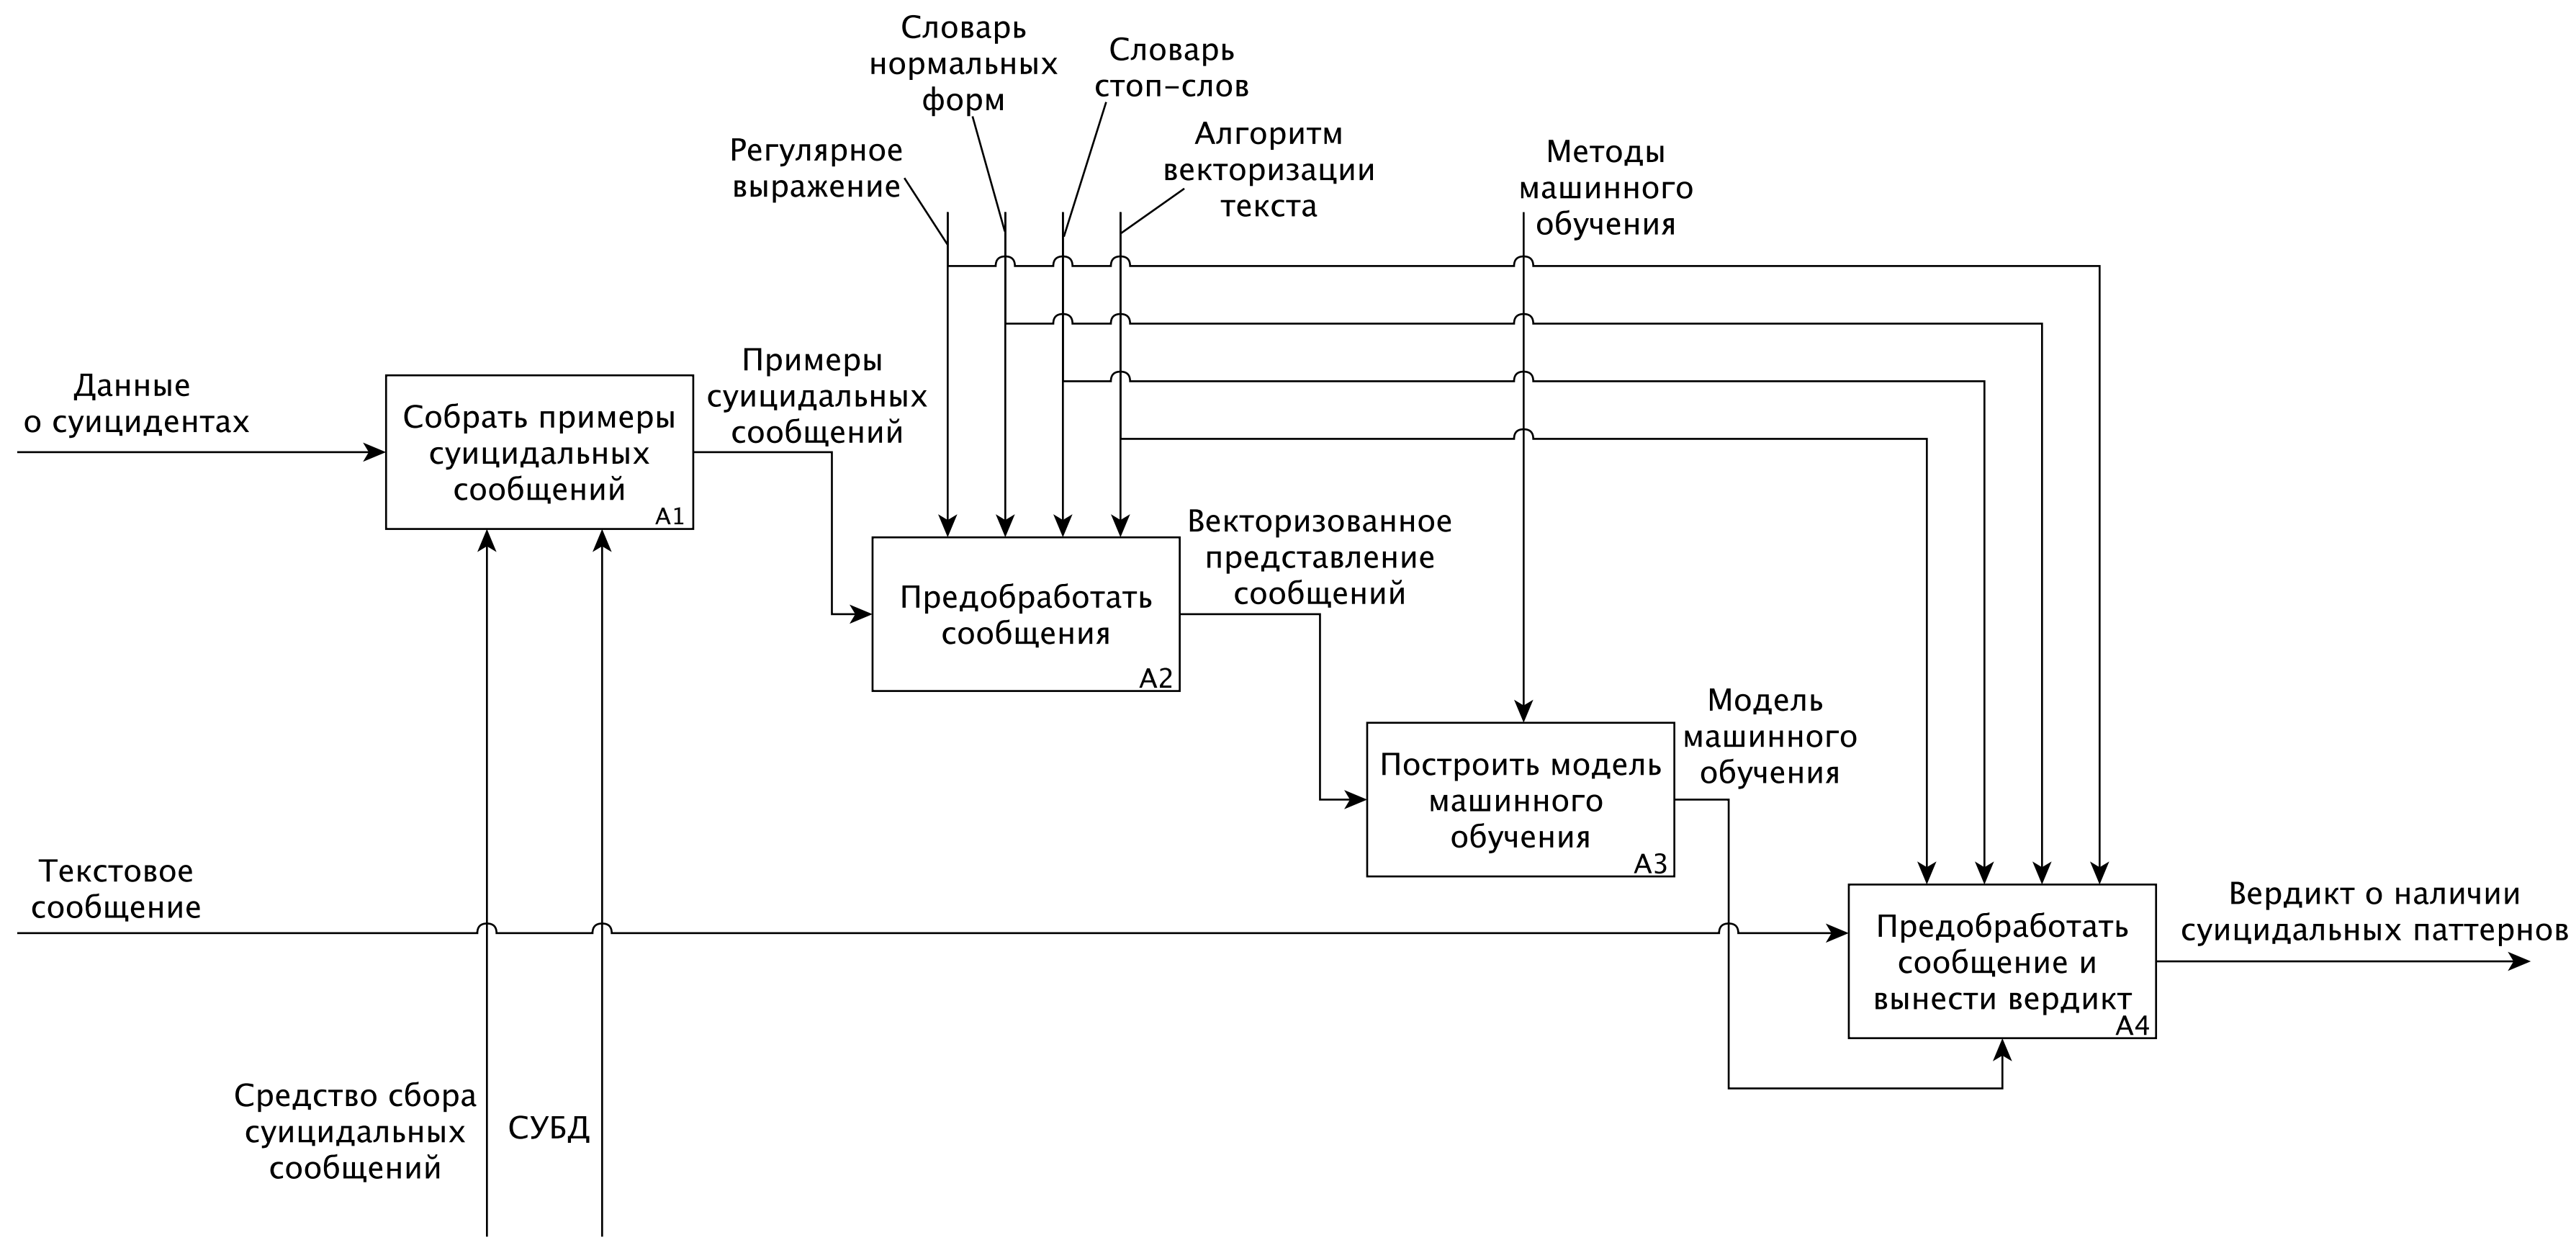 Словарь
нормальных
форм
Словарь
стоп-слов
Регулярное
выражение
Алгоритм
векторизации
текста
Методы
машинного
обучения
Данные
о суицидентах
Собрать примеры
суицидальных
сообщений
A1
Примеры
суицидальных
сообщений
Предобработать
сообщения
A2
Векторизованное
представление
сообщений
Построить модель
машинного
обучения
A3
Модель
машинного
обучения
Текстовое
сообщение
Предобработать
сообщение и
вынести вердикт
A4
Вердикт о наличии
суицидальных паттернов
Средство сбора
суицидальных
сообщений
СУБД